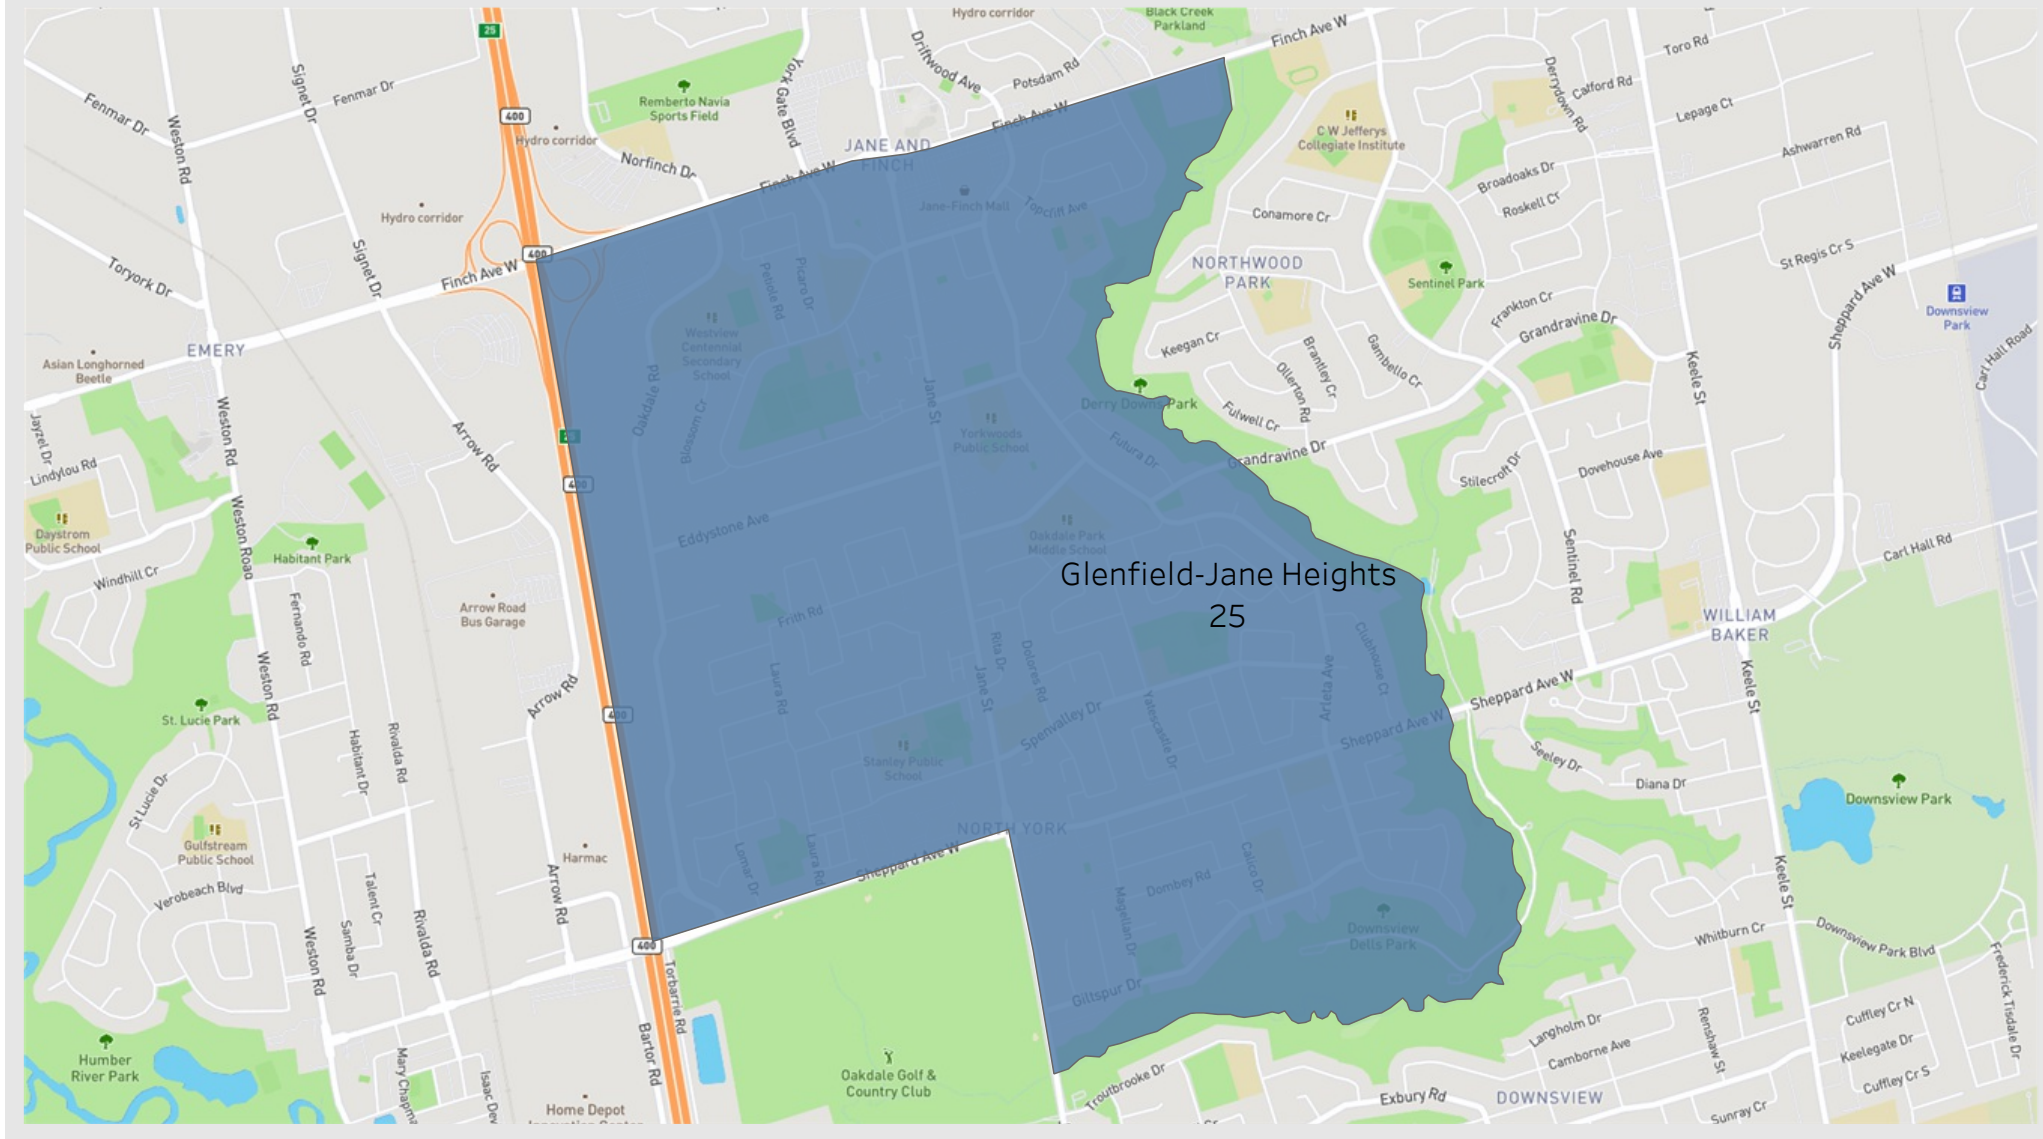 25
Hydro corridor
Black Creek
Parkland
Finch Ave W
Toro Rd
Driftwood Ave
Potsdam Rd
York Gate Blvd
Signet Dr
Fenmar Dr
Fenmar Dr
Weston Rd
400
Remberto Navia
Sports Field
Hydro corridor
Norfinch Dr
JANE AND
FINCH
Finch Ave W
Finch Ave W
C W Jefferys
Collegiate Institute
Derrydown Rd
Catford Rd
Lepage Ct
Ashwarren Rd
Broadoaks Dr
Roskell Cr
Hydro corridor
Jane-Finch Mall
Topcliff Ave
Conamore Cr
St Regis Cr S
Signet Dr
Toryork Dr
400
Finch Ave W
Petiole Rd
Picaro Dr
NORTHWOOD
PARK
Sentinel Park
Sheppard Ave W
Downsview
Park
Frankton Cr
Grandravine Dr
EMERY
Westview
Centennial
Secondary
School
Keegan Cr
Brantley Cr
Ollerton Rd
Gambello Cr
Keele St
Carl Hall Road
Asian Longhorned
Beetle
Oakdale Rd
Blossom Cr
Jane St
Derry Downs Park
Fulwell Cr
Jayzel Dr
Weston Rd
Arrow Rd
Yorkwoods
Public School
Futura Dr
Grandravine Dr
Lindylou Rd
400
Stilecroft Dr
Dovehouse Ave
Daystrom
Public School
Weston Road
Habitant Park
Eddystone Ave
Oakdale Park
Middle School
Sentinel Rd
Carl Hall Rd
Windhill Cr
Glenfield-Jane Heights
25
Fernando Rd
Arrow Road
Bus Garage
Frith Rd
WILLIAM
BAKER
Weston Rd
Arrow Rd
Laura Rd
Rita Dr
Delores Rd
Jane St
Clubhouse Ct
Arleta Ave
Keele St
St. Lucie Park
400
Spenvalley Dr
Yatescastle Dr
Sheppard Ave W
Sheppard Ave W
Habitant Dr
Rivalda Rd
Stanley Public
School
Seeley Dr
Diana Dr
St Lucie Dr
Downsview Park
Gulfstream
Public School
Harmac
NORTH YORK
Lomar Dr
Laura Rd
Sheppard Ave W
Calico Dr
Dombey Rd
Keele St
Verobeach Blvd
Talent Cr
Arrow Rd
Magellan Dr
Downsview
Dells Park
Whitburn Cr
Downsview Park Blvd
Weston Rd
Samba Dr
Rivalda Rd
400
Torbarrie Rd
Giltspur Dr
Frederick Tisdale Dr
Cuffley Cr N
Langholm Dr
Renshaw St
Humber
River Park
Bartor Rd
Oakdale Golf &
Country Club
Camborne Ave
Keelegate Dr
Cuffley Cr S
Mary Chapm
Isaac Dev
Troutbrooke Dr
Exbury Rd
DOWNSVIEW
Home Depot
Sunray Cr